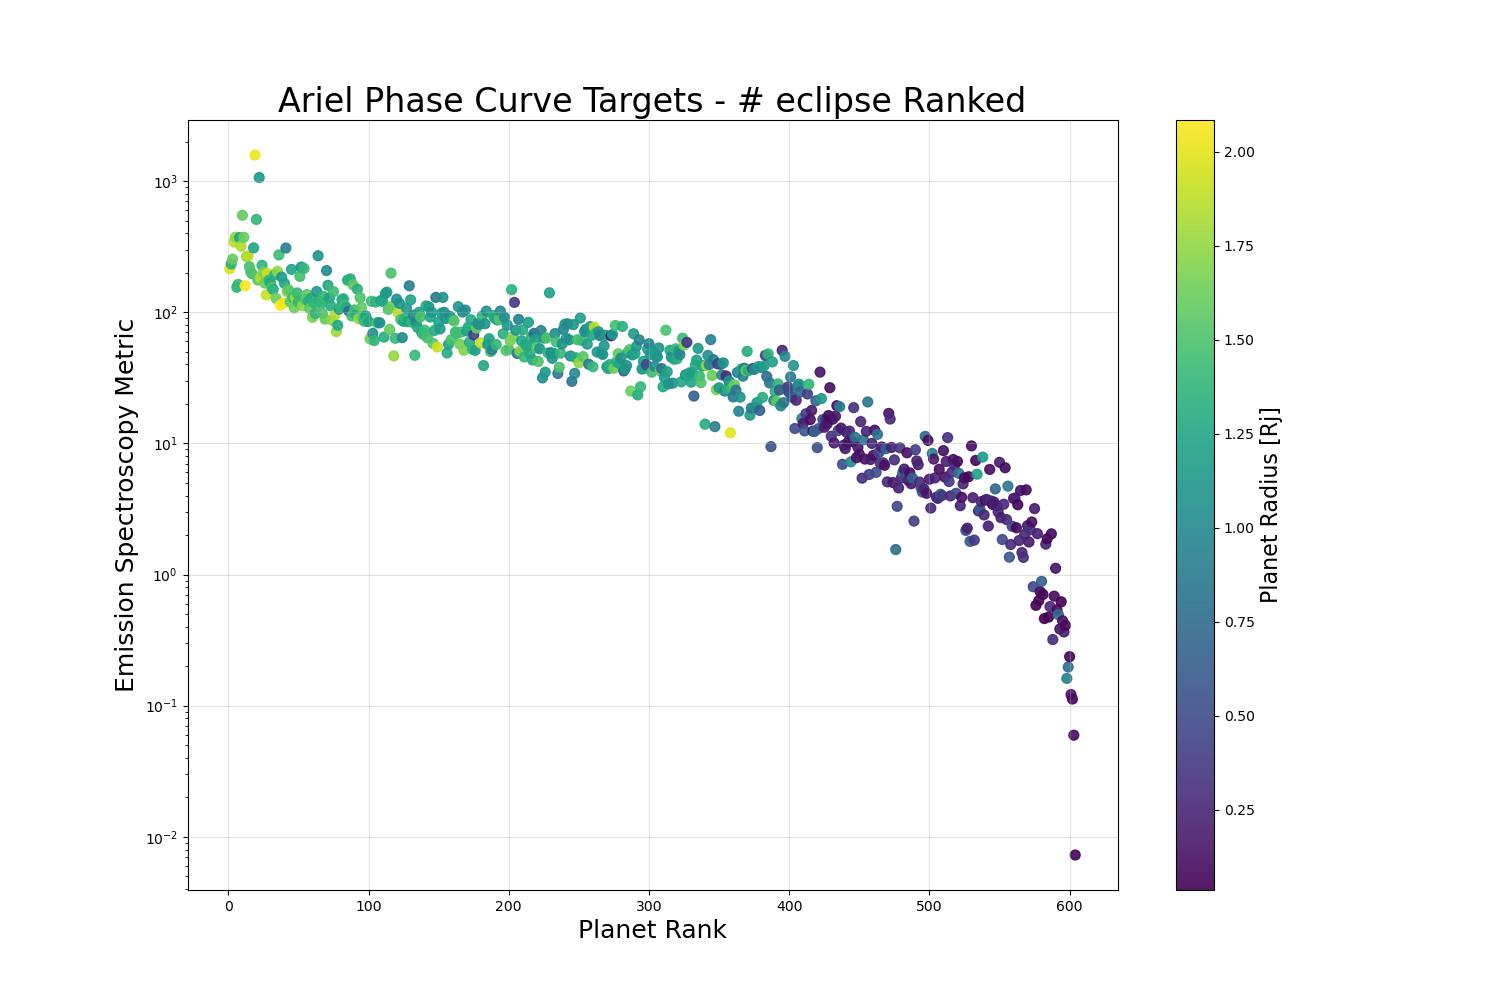 Ariel Phase Curve Targets - # eclipse Ranked
Emission Spectroscopy Metric
10³
10²
10¹
10⁰
10⁻¹
10⁻²
0 100 200 300 400 500 600
Planet Rank
2.00
1.75
1.50
1.25
1.00
0.75
0.50
0.25
Planet Radius [Rj]